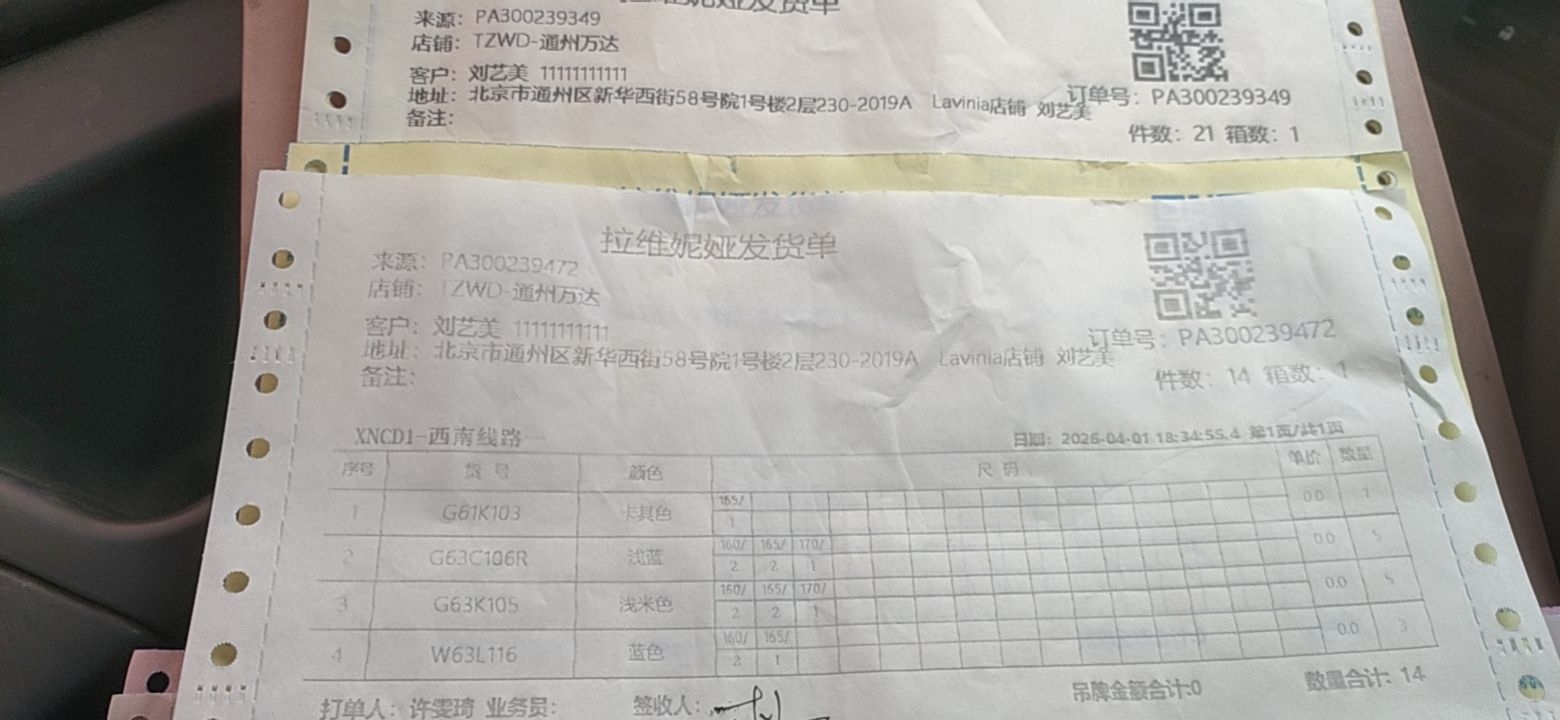 拉维妮娅发货单
来源：PA300239349
店铺：TZWD-通州万达
客户：刘艺美 11111111111
地址：北京市通州区新华西街58号院1号楼2层230-2019A Lavinia店铺 刘艺美
订单号：PA300239349
备注：
件数：21 箱数：1
拉维妮娅发货单
来源：PA300239472
店铺：TZWD-通州万达
客户：刘艺美 11111111111
订单号：PA300239472
地址：北京市通州区新华西街58号院1号楼2层230-2019A Lavinia店铺 刘艺美
备注：
件数：14 箱数：1
XNCD1-西南线路
日期：2026-04-01 18:34:55.4 第1页/共1页
序号 货号 颜色 尺码 单价 数量
1 G61K103 卡其色 165/ 0.0 1
1
2 G63C106R 浅蓝 160/ 165/ 170/ 0.0 5
2 2 1
3 G63K105 浅米色 160/ 165/ 170/ 0.0 5
2 2 1
4 W63L116 蓝色 160/ 165/ 0.0 3
2 1
打单人：许雯琦 业务员： 签收人： 吊牌金额合计:0 数量合计: 14